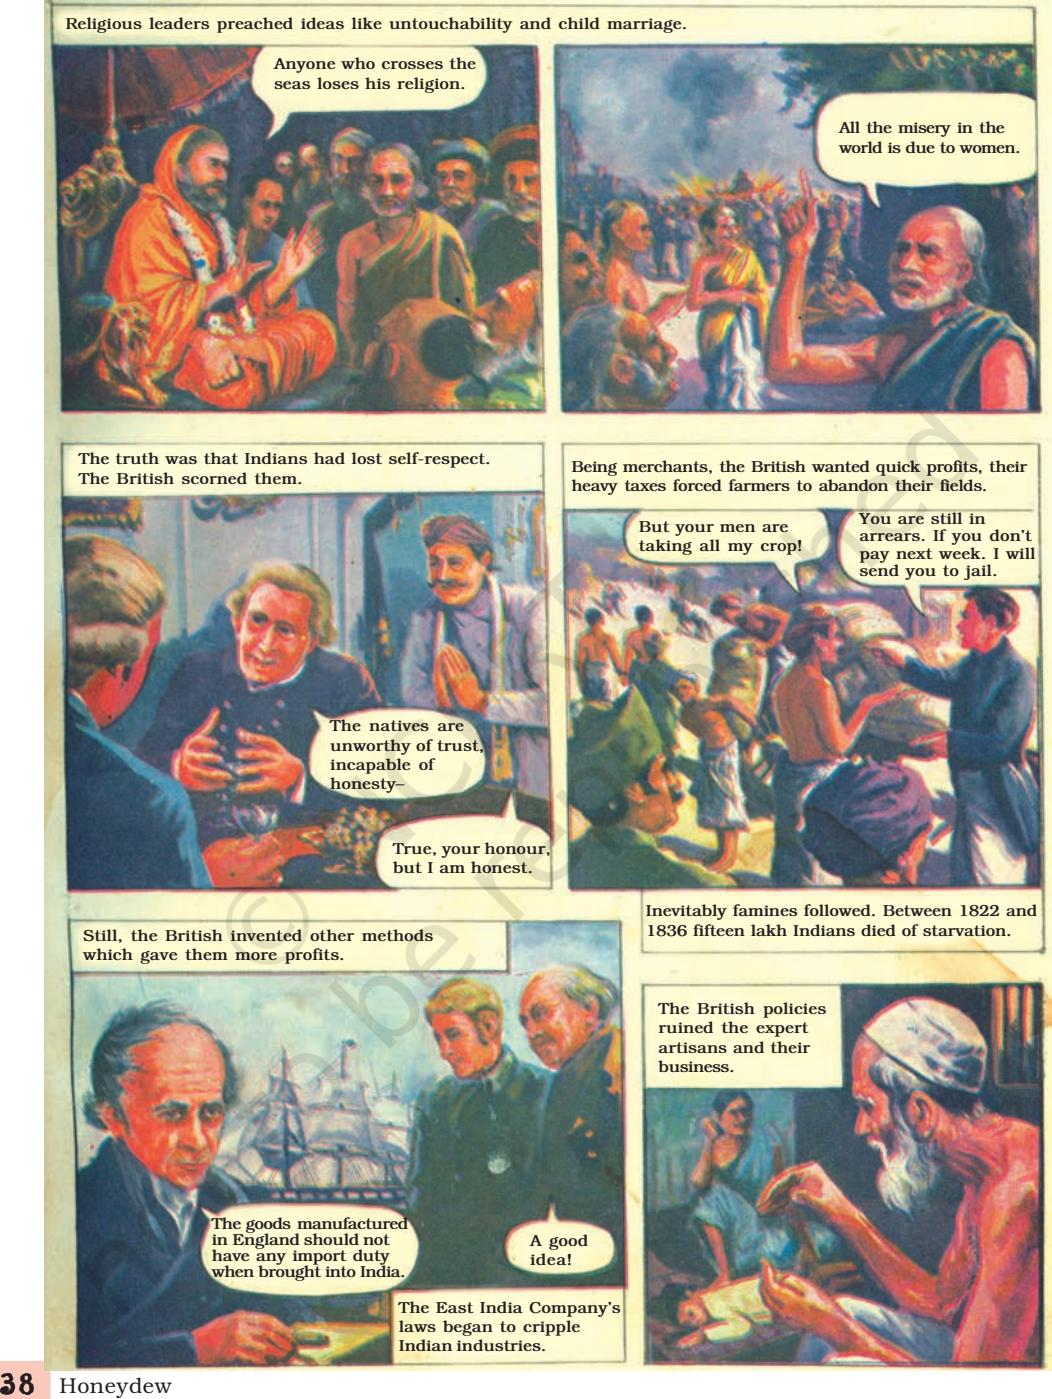 Religious leaders preached ideas like untouchability and child marriage.
Anyone who crosses the
seas loses his religion.
All the misery in the
world is due to women.
The truth was that Indians had lost self-respect.
The British scorned them.
The natives are
unworthy of trust,
incapable of
honesty–
True, your honour,
but I am honest.
Being merchants, the British wanted quick profits, their
heavy taxes forced farmers to abandon their fields.
But your men are
taking all my crop!
You are still in
arrears. If you don't
pay next week. I will
send you to jail.
Inevitably famines followed. Between 1822 and
1836 fifteen lakh Indians died of starvation.
Still, the British invented other methods
which gave them more profits.
The goods manufactured
in England should not
have any import duty
when brought into India.
A good
idea!
The East India Company's
laws began to cripple
Indian industries.
The British policies
ruined the expert
artisans and their
business.
38 Honeydew